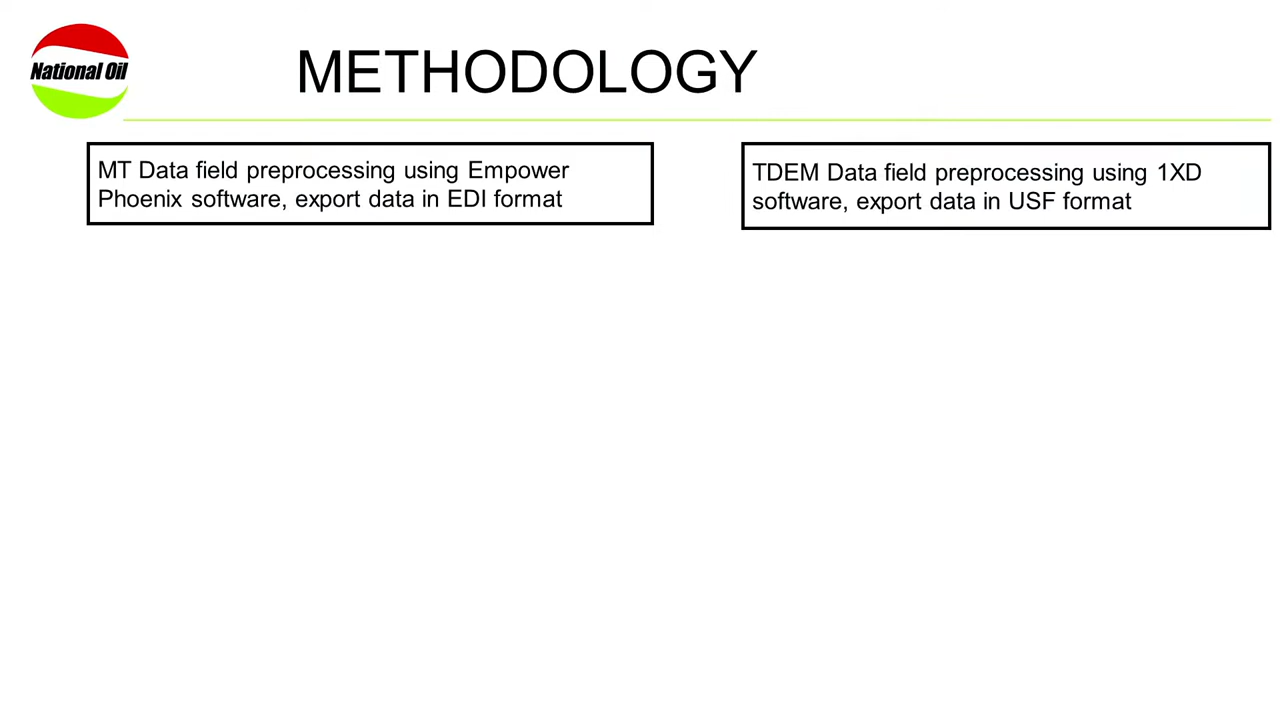 National Oil
METHODOLOGY
MT Data field preprocessing using Empower
Phoenix software, export data in EDI format
TDEM Data field preprocessing using 1XD
software, export data in USF format